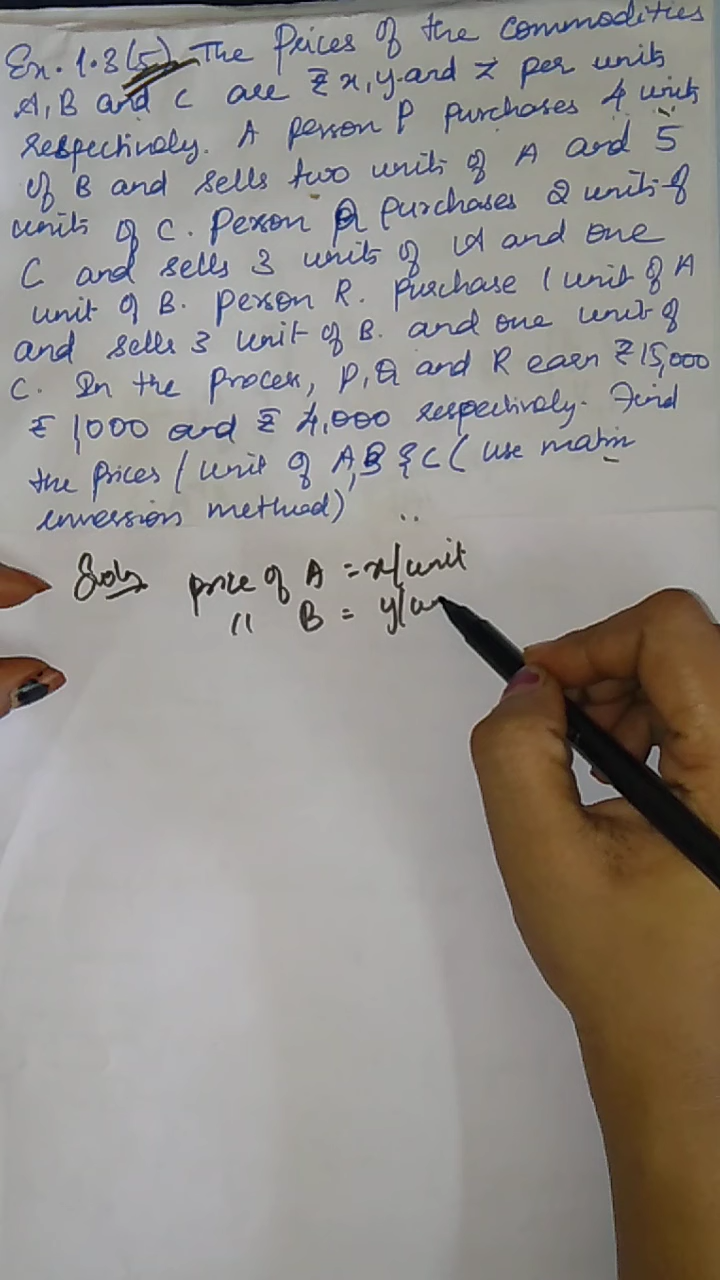 Ex. 1.3(5) The Prices of the commodities
A, B and C are ₹ x, y and z per units
respectively. A person P purchases 4 units
of B and sells two units of A and 5
units of C. Person Q purchases 2 units of
C and sells 3 units of A and one
unit of B. Person R. Purchase 1 unit of A
and sells 3 unit of B. and one unit of
C. In the process, P, Q and R earn ₹ 15,000
₹ 1,000 and ₹ 4,000 respectively. Find
the prices / unit of A, B & C ( use matrix
inversion method)
Soln price of A = x/unit
" B = y/un